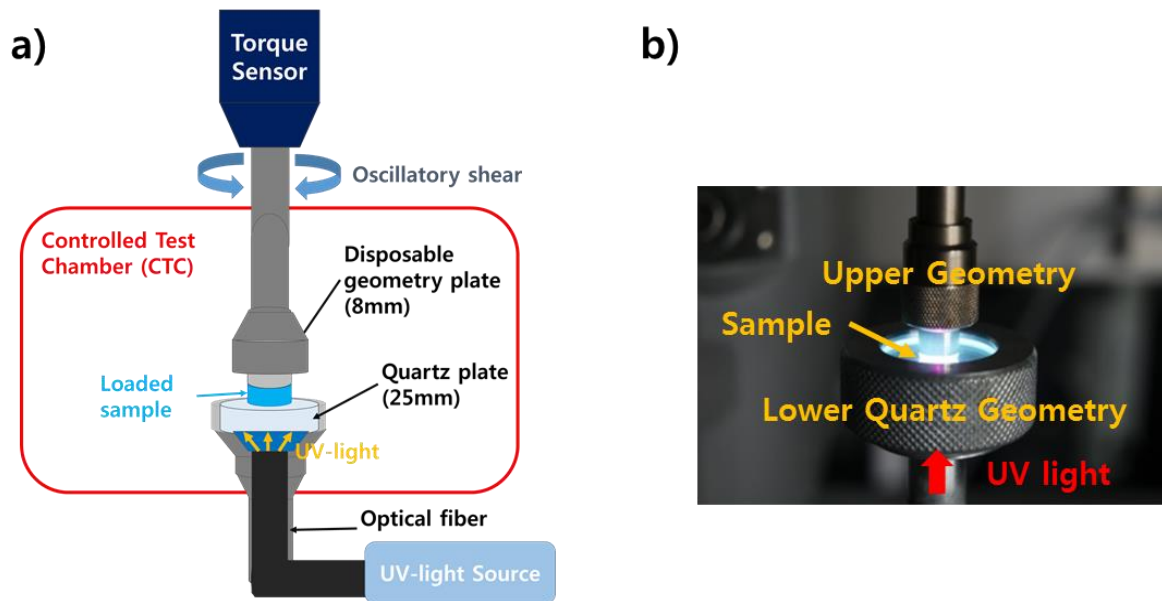 a)
Torque
Sensor
Oscillatory shear
Controlled Test
Chamber (CTC)
Disposable
geometry plate
(8mm)
Loaded
sample
Quartz plate
(25mm)
UV-light
Optical fiber
UV-light Source
b)
Upper Geometry
Sample
Lower Quartz Geometry
UV light